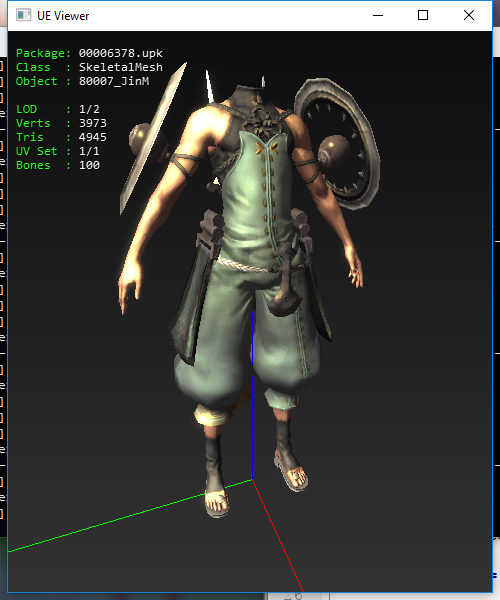 UE Viewer
Package: 00006378.upk
Class : SkeletalMesh
Object : 80007_JinM
LOD : 1/2
Verts : 3973
Tris : 4945
UV Set : 1/1
Bones : 100